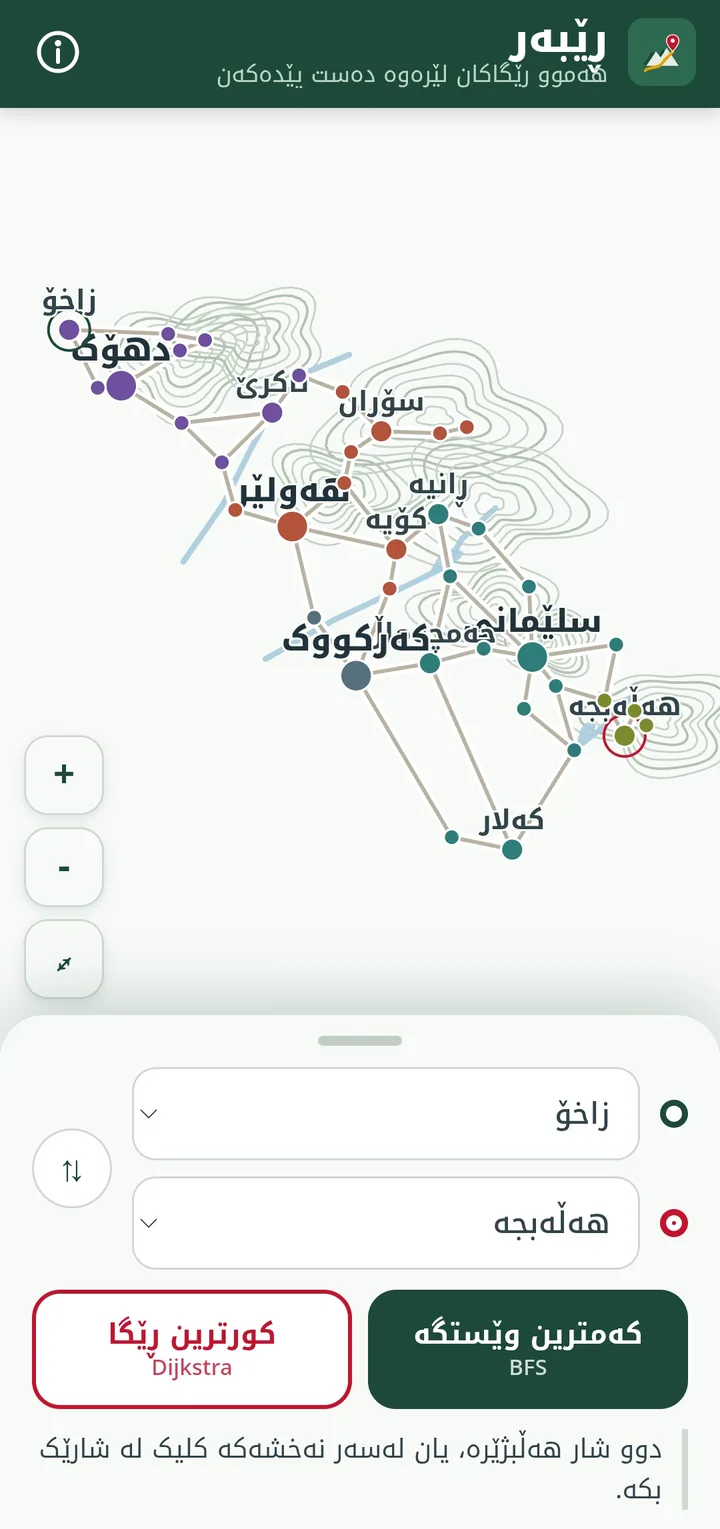 ڕێبەر
هەموو ڕێگاکان لێرەوە دەست پێدەکەن
زاخۆ
دهۆک
ئاکرێ
سۆران
هەولێر
ڕانیە
کۆیە
سلێمانی
کەرکووک
هەڵەبجە
کەلار
+
-
زاخۆ
هەڵەبجە
کەمترین وێستگە
BFS
کورترین ڕێگا
Dijkstra
دوو شار هەڵبژێرە، یان لەسەر نەخشەکە کلیک لە شارێک
بکە.